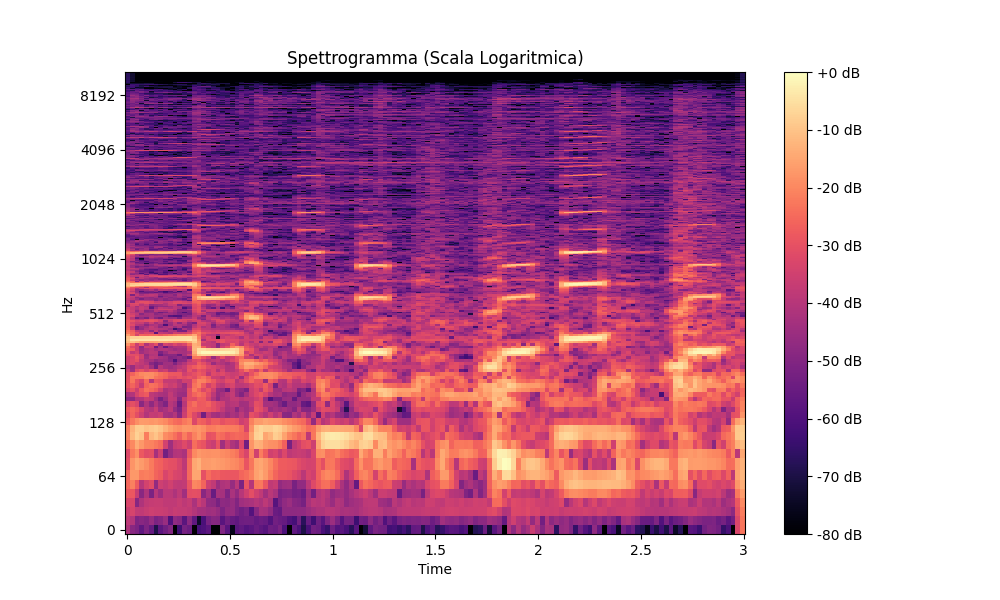 Spettrogramma (Scala Logaritmica)
8192
4096
2048
1024
512
256
128
64
0
Hz
0
0.5
1
1.5
2
2.5
3
Time
+0 dB
-10 dB
-20 dB
-30 dB
-40 dB
-50 dB
-60 dB
-70 dB
-80 dB